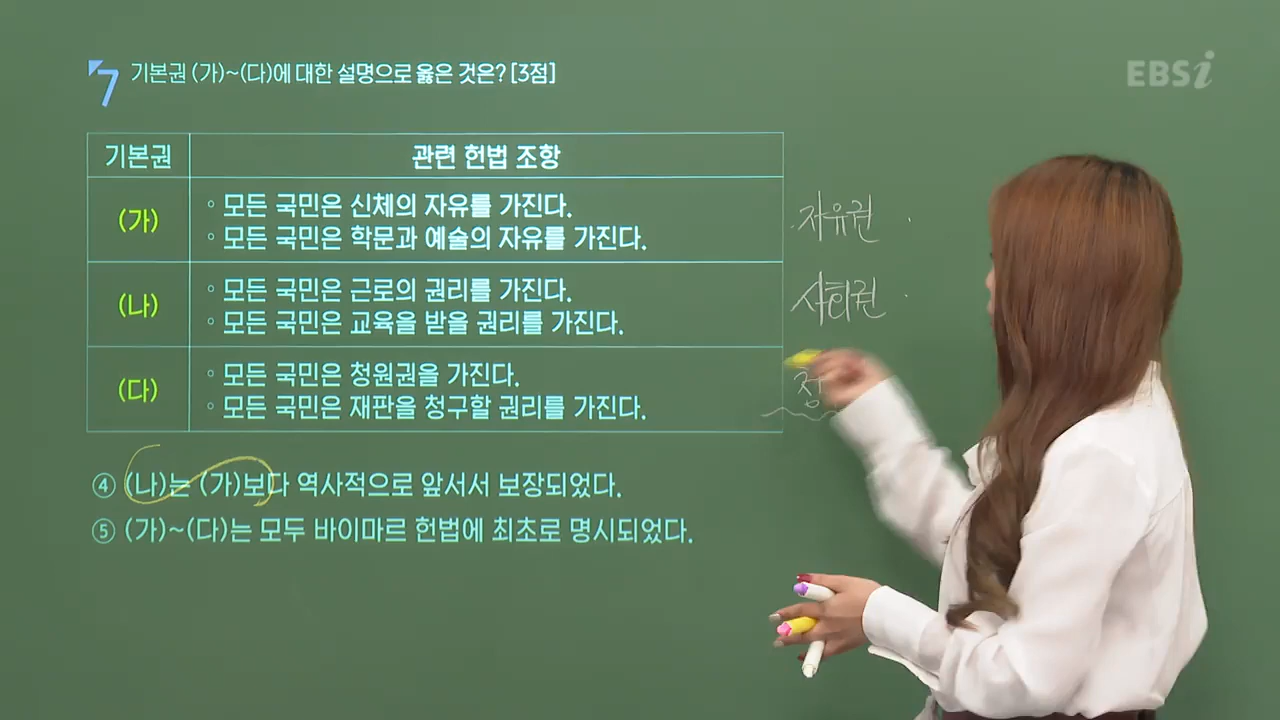 7 기본권 (가)~(다)에 대한 설명으로 옳은 것은? [3점]
EBSi
기본권 관련 헌법 조항
(가)
◦ 모든 국민은 신체의 자유를 가진다.
◦ 모든 국민은 학문과 예술의 자유를 가진다.
자유권
(나)
◦ 모든 국민은 근로의 권리를 가진다.
◦ 모든 국민은 교육을 받을 권리를 가진다.
사회권
(다)
◦ 모든 국민은 청원권을 가진다.
◦ 모든 국민은 재판을 청구할 권리를 가진다.
④ (나)는 (가)보다 역사적으로 앞서서 보장되었다.
⑤ (가)~(다)는 모두 바이마르 헌법에 최초로 명시되었다.